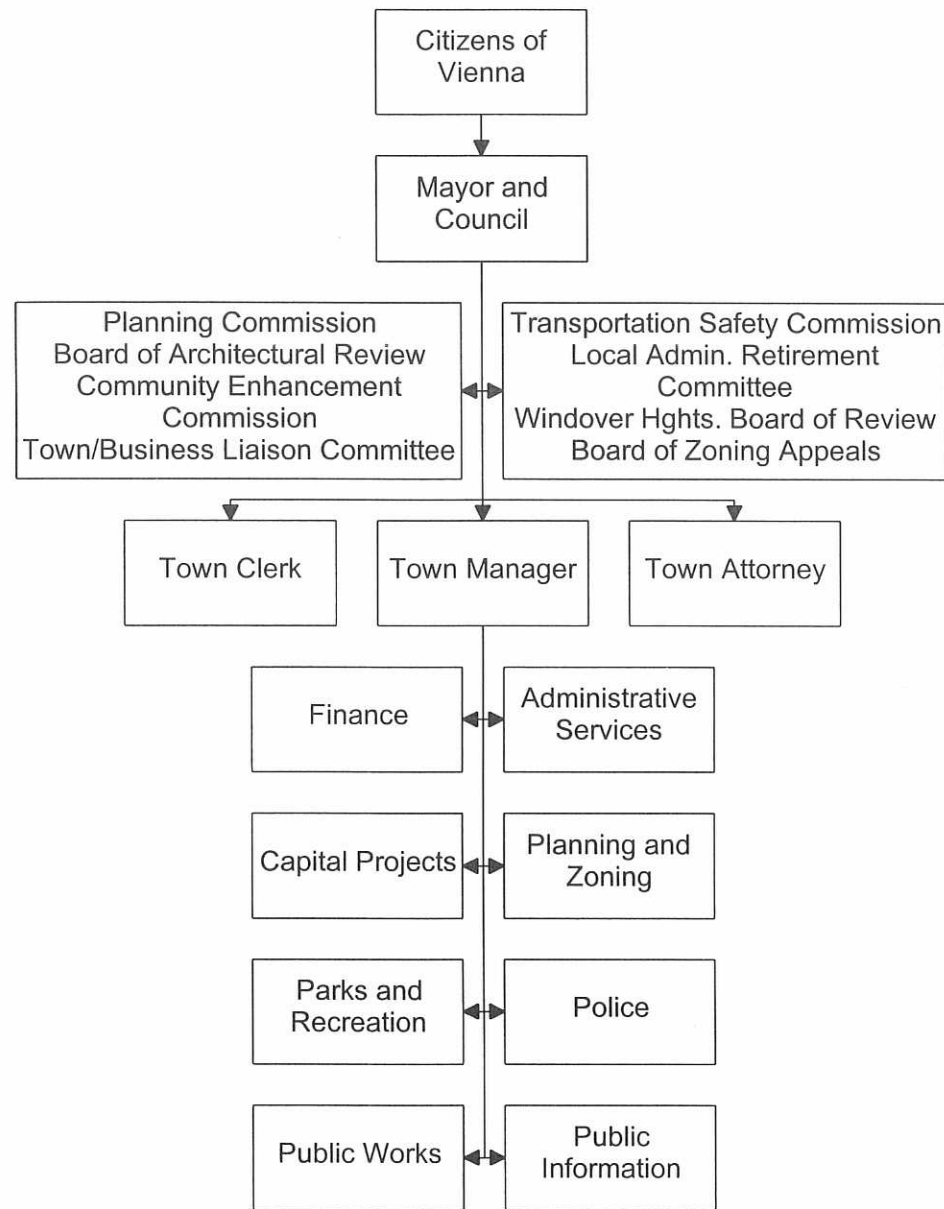 Citizens of
Vienna
Mayor and
Council
Planning Commission
Board of Architectural Review
Community Enhancement
Commission
Town/Business Liaison Committee
Transportation Safety Commission
Local Admin. Retirement
Committee
Windover Hghts. Board of Review
Board of Zoning Appeals
Town Clerk
Town Manager
Town Attorney
Finance
Administrative
Services
Capital Projects
Planning and
Zoning
Parks and
Recreation
Police
Public Works
Public
Information